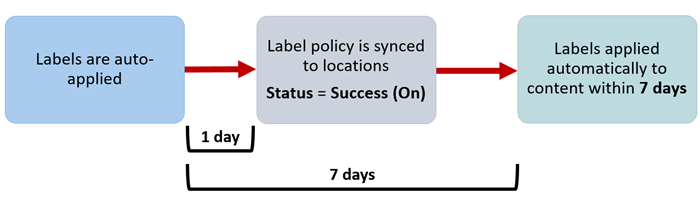 Labels are auto-
applied
Label policy is synced
to locations
Status = Success (On)
Labels applied
automatically to
content within 7 days
1 day
7 days